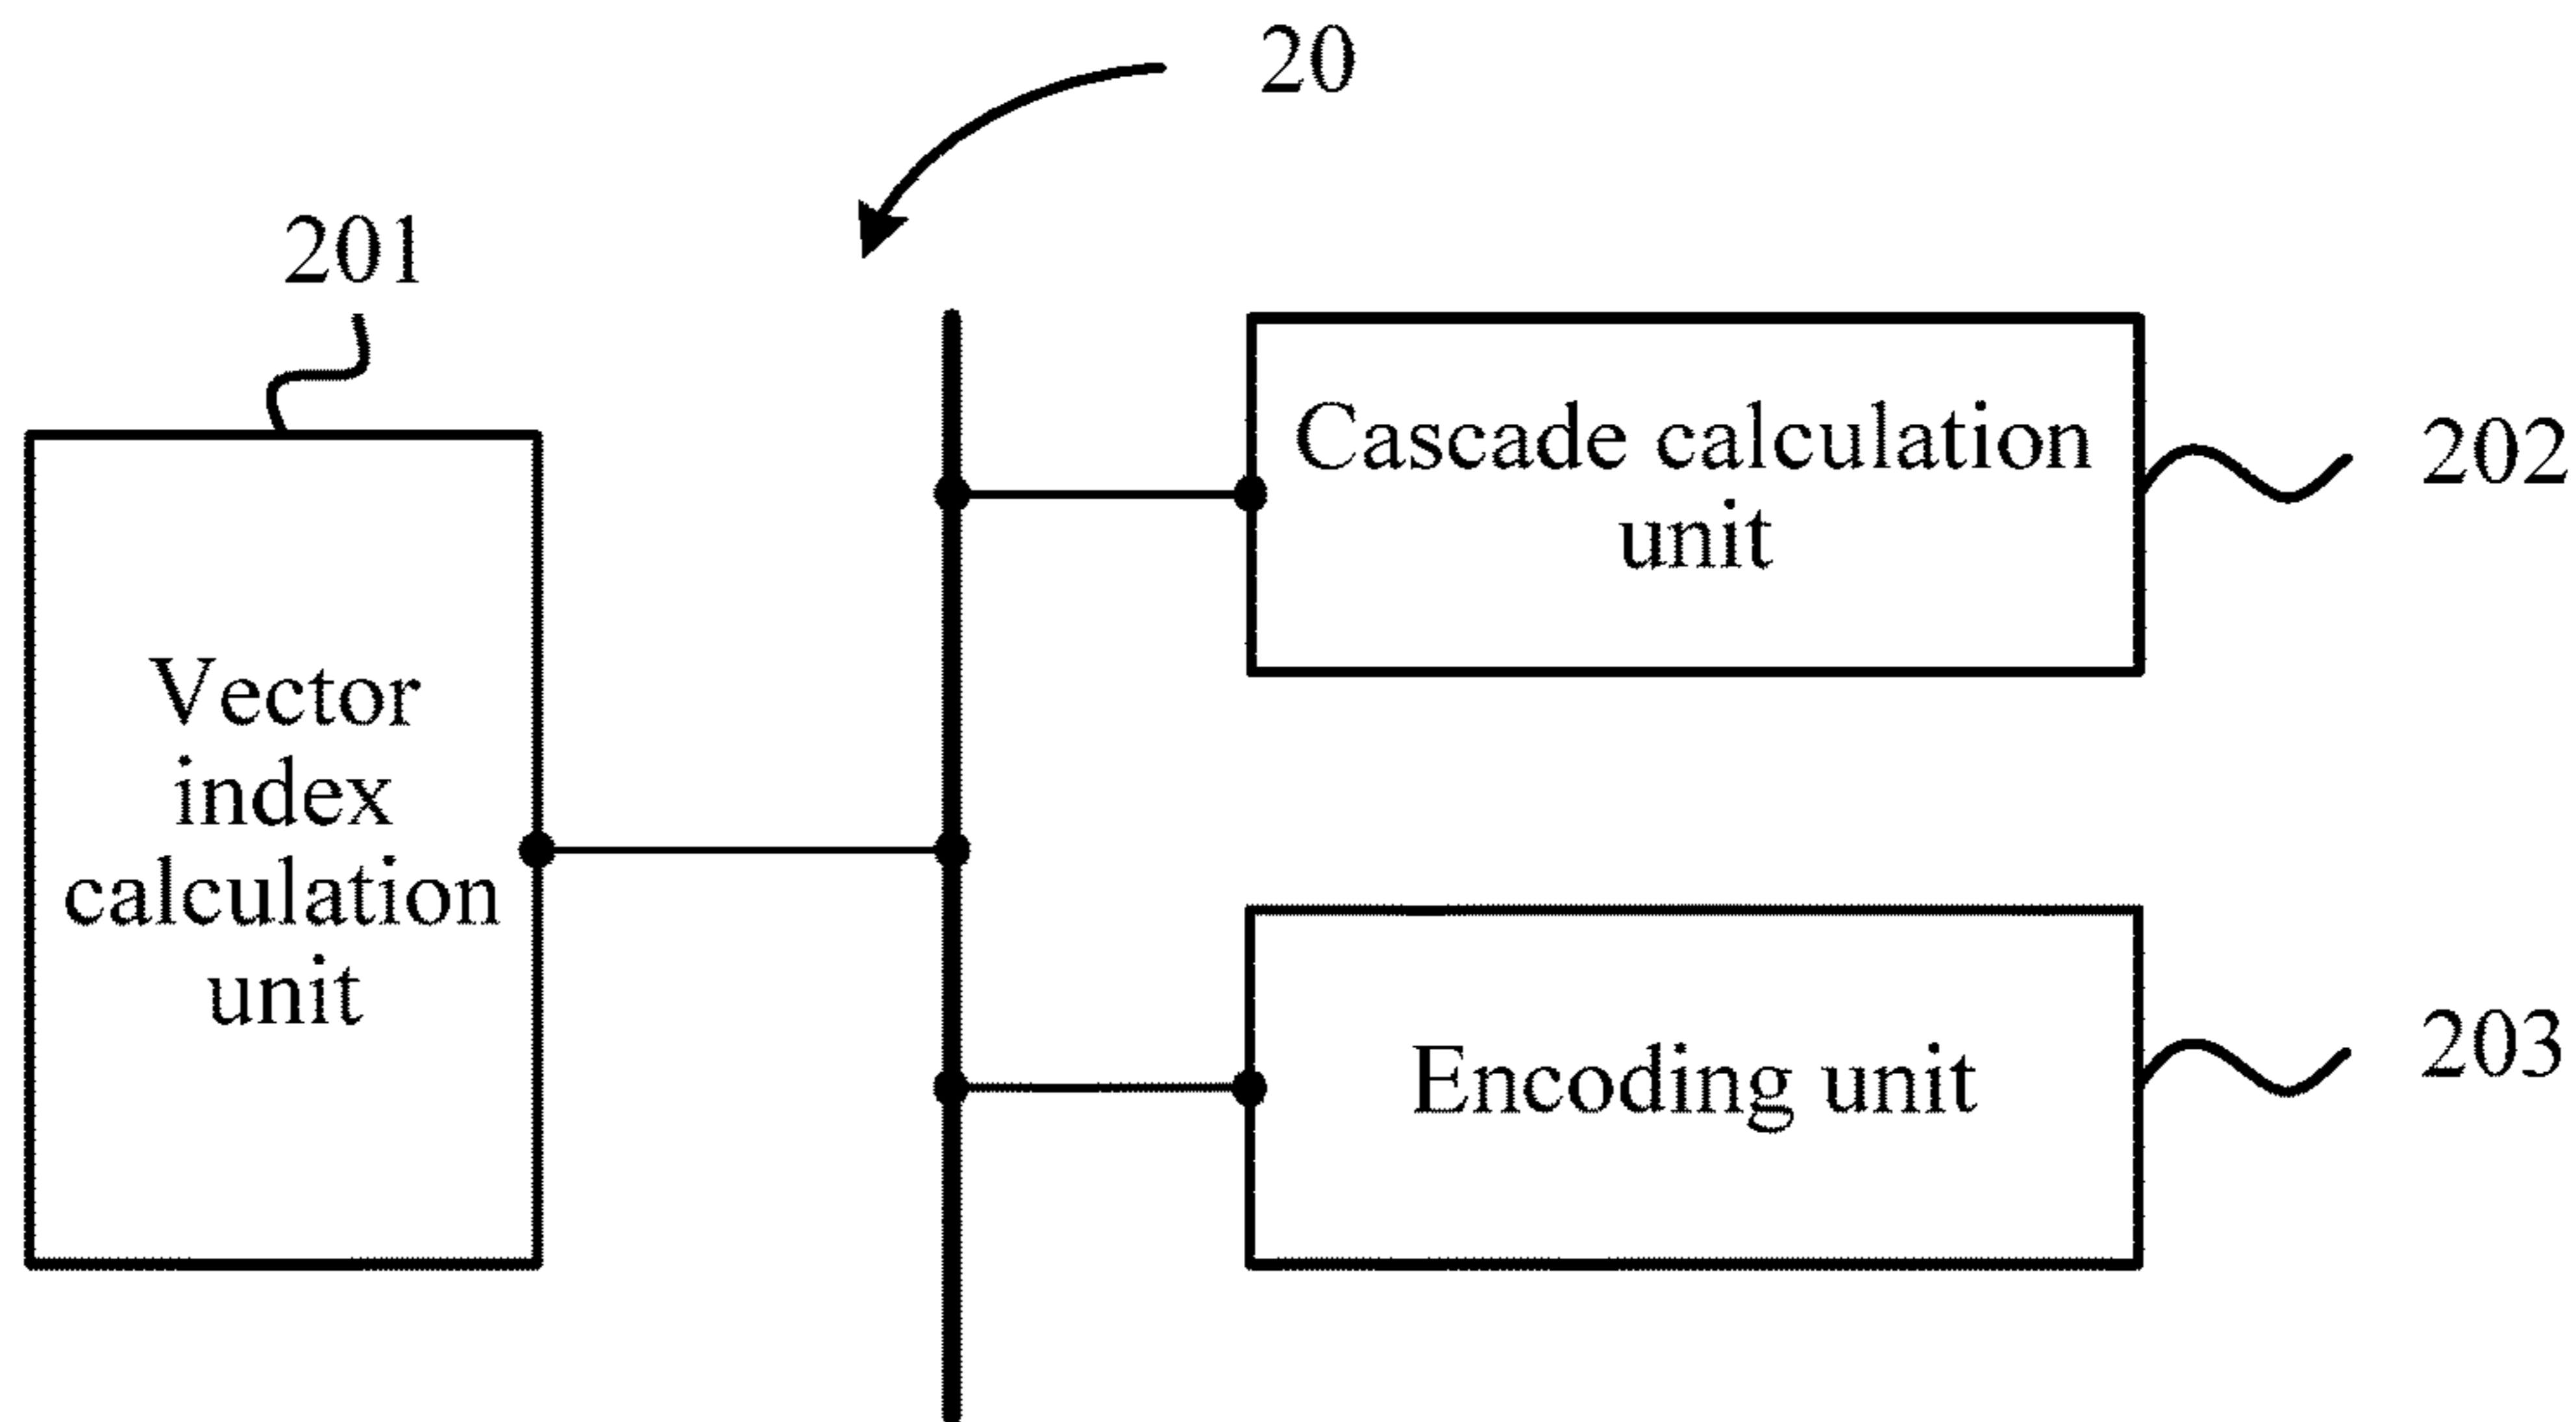 20
201
Cascade calculation
unit
202
Vector
index
calculation
unit
Encoding unit
203